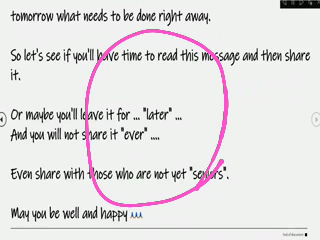 tomorrow what needs to be done right away.
So let's see if you'll have time to read this message and then share
it.
Or maybe you'll leave it for ... "later" ...
And you will not share it "ever" ....
Even share with those who are not yet "seniors".
May you be well and happy